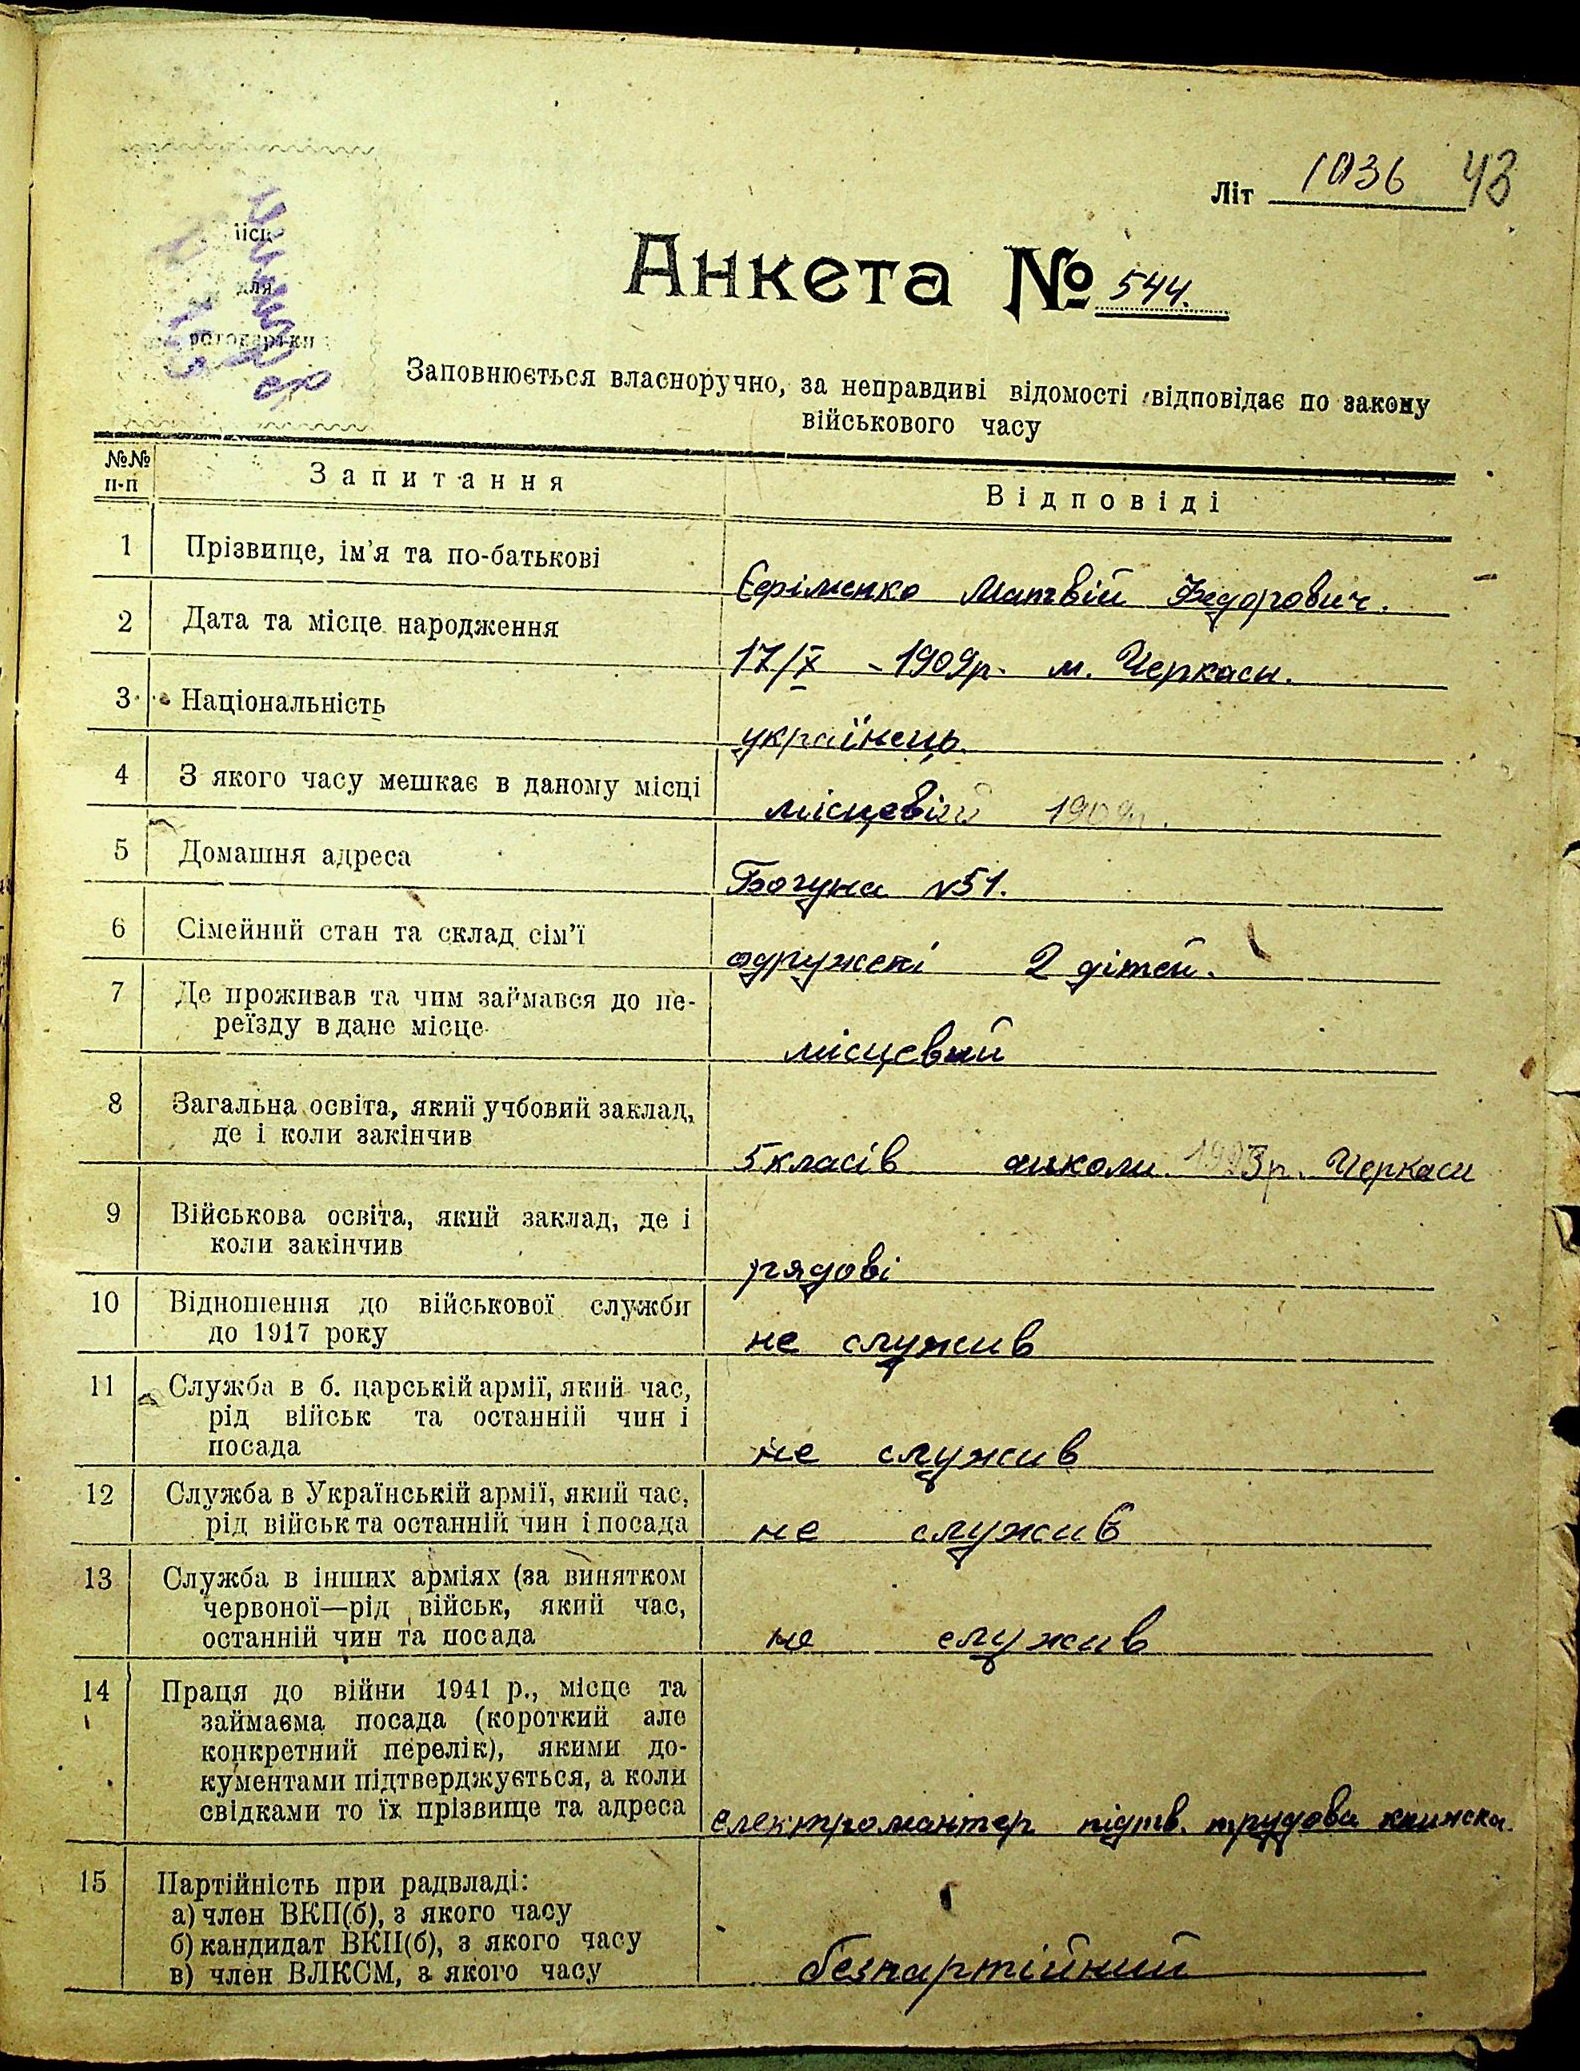 Літ 1036 43
для
Анкета № 544.
Заповнюється власноручно, за неправдиві відомості відповідає по закону
військового часу
№№
п-п
Запитання
Відповіді
1 Прізвище, ім'я та по-батькові
Єфіменко Матвій Федорович.
2 Дата та місце народження
17/X - 1909р. м. Черкаси.
3 Національність
українець.
4 З якого часу мешкає в даному місці
місцевий 1909р.
5 Домашня адреса
Богуна №51.
6 Сімейний стан та склад сім'ї
одружені 2 дітей.
7 Де проживав та чим займався до пе-
реїзду в дане місце
місцевий
8 Загальна освіта, який учбовий заклад,
де і коли закінчив
5 класів школи 1923р. Черкаси
9 Військова освіта, який заклад, де і
коли закінчив
рядові
10 Відношення до військової служби
до 1917 року
не служив
11 Служба в б. царській армії, який час,
рід військ та останній чин і
посада
не служив
12 Служба в Українській армії, який час,
рід військ та останній чин і посада
не служив
13 Служба в інших арміях (за винятком
червоної—рід військ, який час,
останній чин та посада
не служив
14 Праця до війни 1941 р., місце та
займаєма посада (короткий але
конкретний перелік), якими до-
кументами підтверджується, а коли
свідками то їх прізвище та адреса
електромантер підтв. трудова книжка.
15 Партійність при радвладі:
а) член ВКП(б), з якого часу
б) кандидат ВКП(б), з якого часу
в) член ВЛКСМ, з якого часу
безпартійний